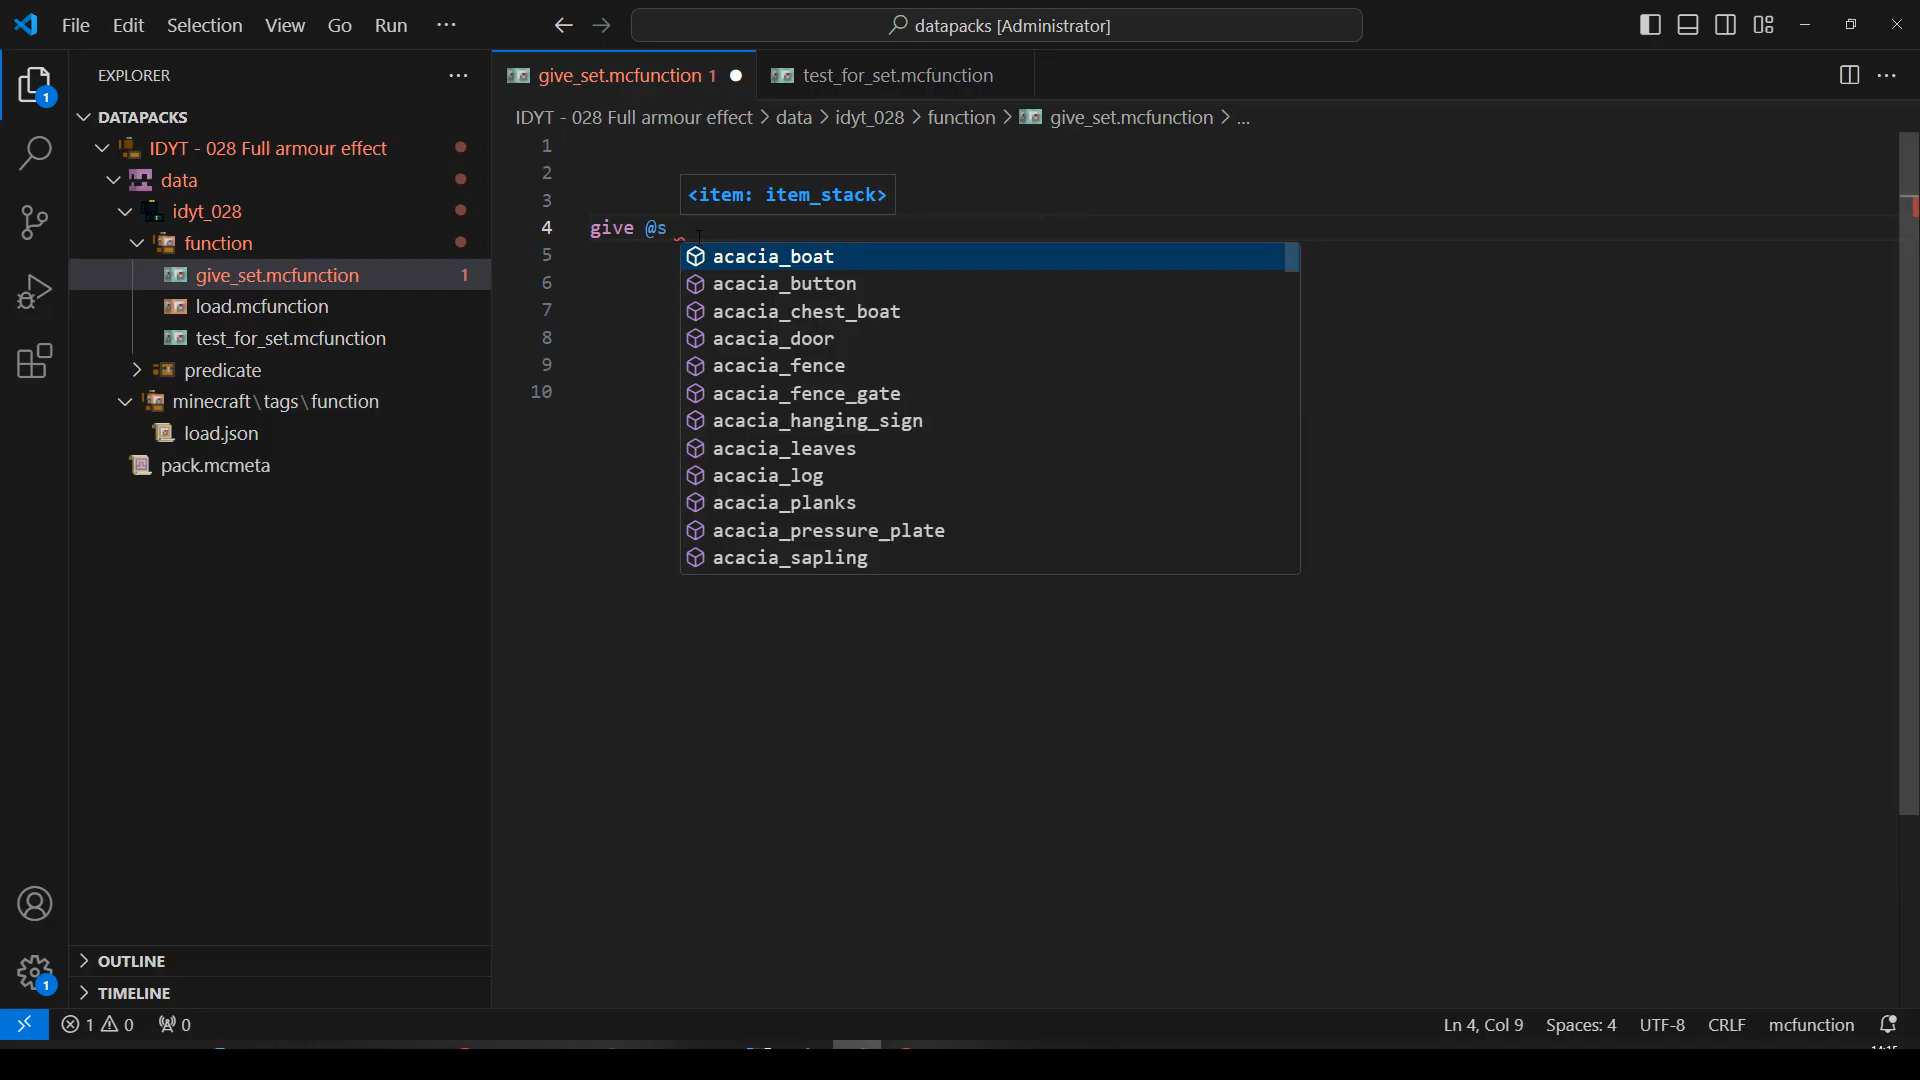 File Edit Selection View Go Run ···
datapacks [Administrator]
EXPLORER
DATAPACKS
IDYT - 028 Full armour effect
data
idyt_028
function
give_set.mcfunction 1
load.mcfunction
test_for_set.mcfunction
predicate
minecraft\tags\function
load.json
pack.mcmeta
OUTLINE
TIMELINE
1
1
give_set.mcfunction 1
test_for_set.mcfunction
IDYT - 028 Full armour effect > data > idyt_028 > function > give_set.mcfunction > ...
1
2
3
<item: item_stack>
4 give @s
5
6
7
8
9
10
acacia_boat
acacia_button
acacia_chest_boat
acacia_door
acacia_fence
acacia_fence_gate
acacia_hanging_sign
acacia_leaves
acacia_log
acacia_planks
acacia_pressure_plate
acacia_sapling
1 0 0
Ln 4, Col 9 Spaces: 4 UTF-8 CRLF mcfunction